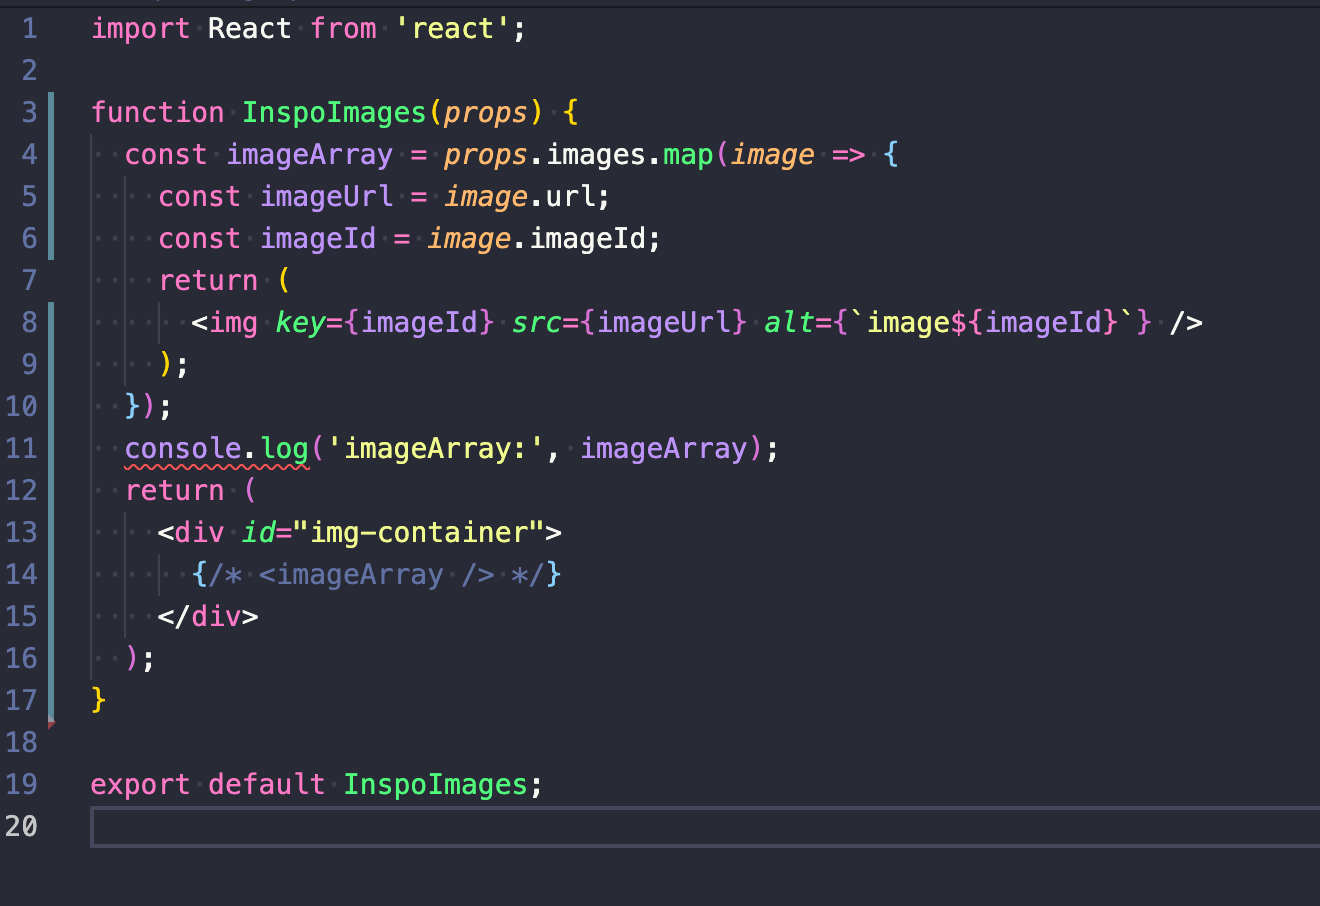 1 import React from 'react';
2
3 function InspoImages(props) {
4 const imageArray = props.images.map(image => {
5 const imageUrl = image.url;
6 const imageId = image.imageId;
7 return (
8 <img key={imageId} src={imageUrl} alt={`image${imageId}`} />
9 );
10 });
11 console.log('imageArray:', imageArray);
12 return (
13 <div id="img-container">
14 {/* <imageArray /> */}
15 </div>
16 );
17 }
18
19 export default InspoImages;
20